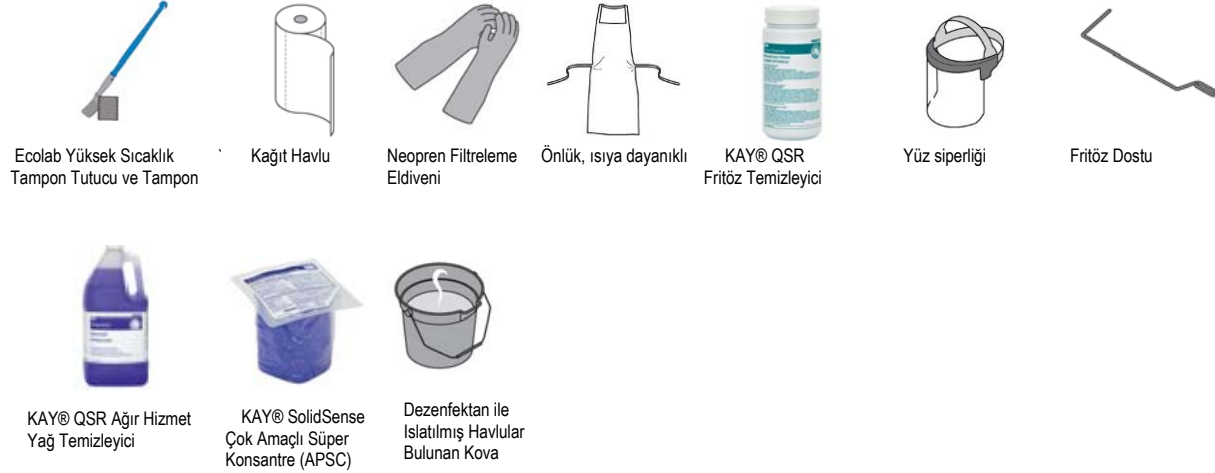 Ecolab Yüksek Sıcaklık
Tampon Tutucu ve Tampon
Kağıt Havlu
Neopren Filtreleme
Eldiveni
Önlük, ısıya dayanıklı
KAY® QSR
Fritöz Temizleyici
Yüz siperliği
Fritöz Dostu
KAY® QSR Ağır Hizmet
Yağ Temizleyici
KAY® SolidSense
Çok Amaçlı Süper
Konsantre (APSC)
Dezenfektan ile
Islatılmış Havlular
Bulunan Kova